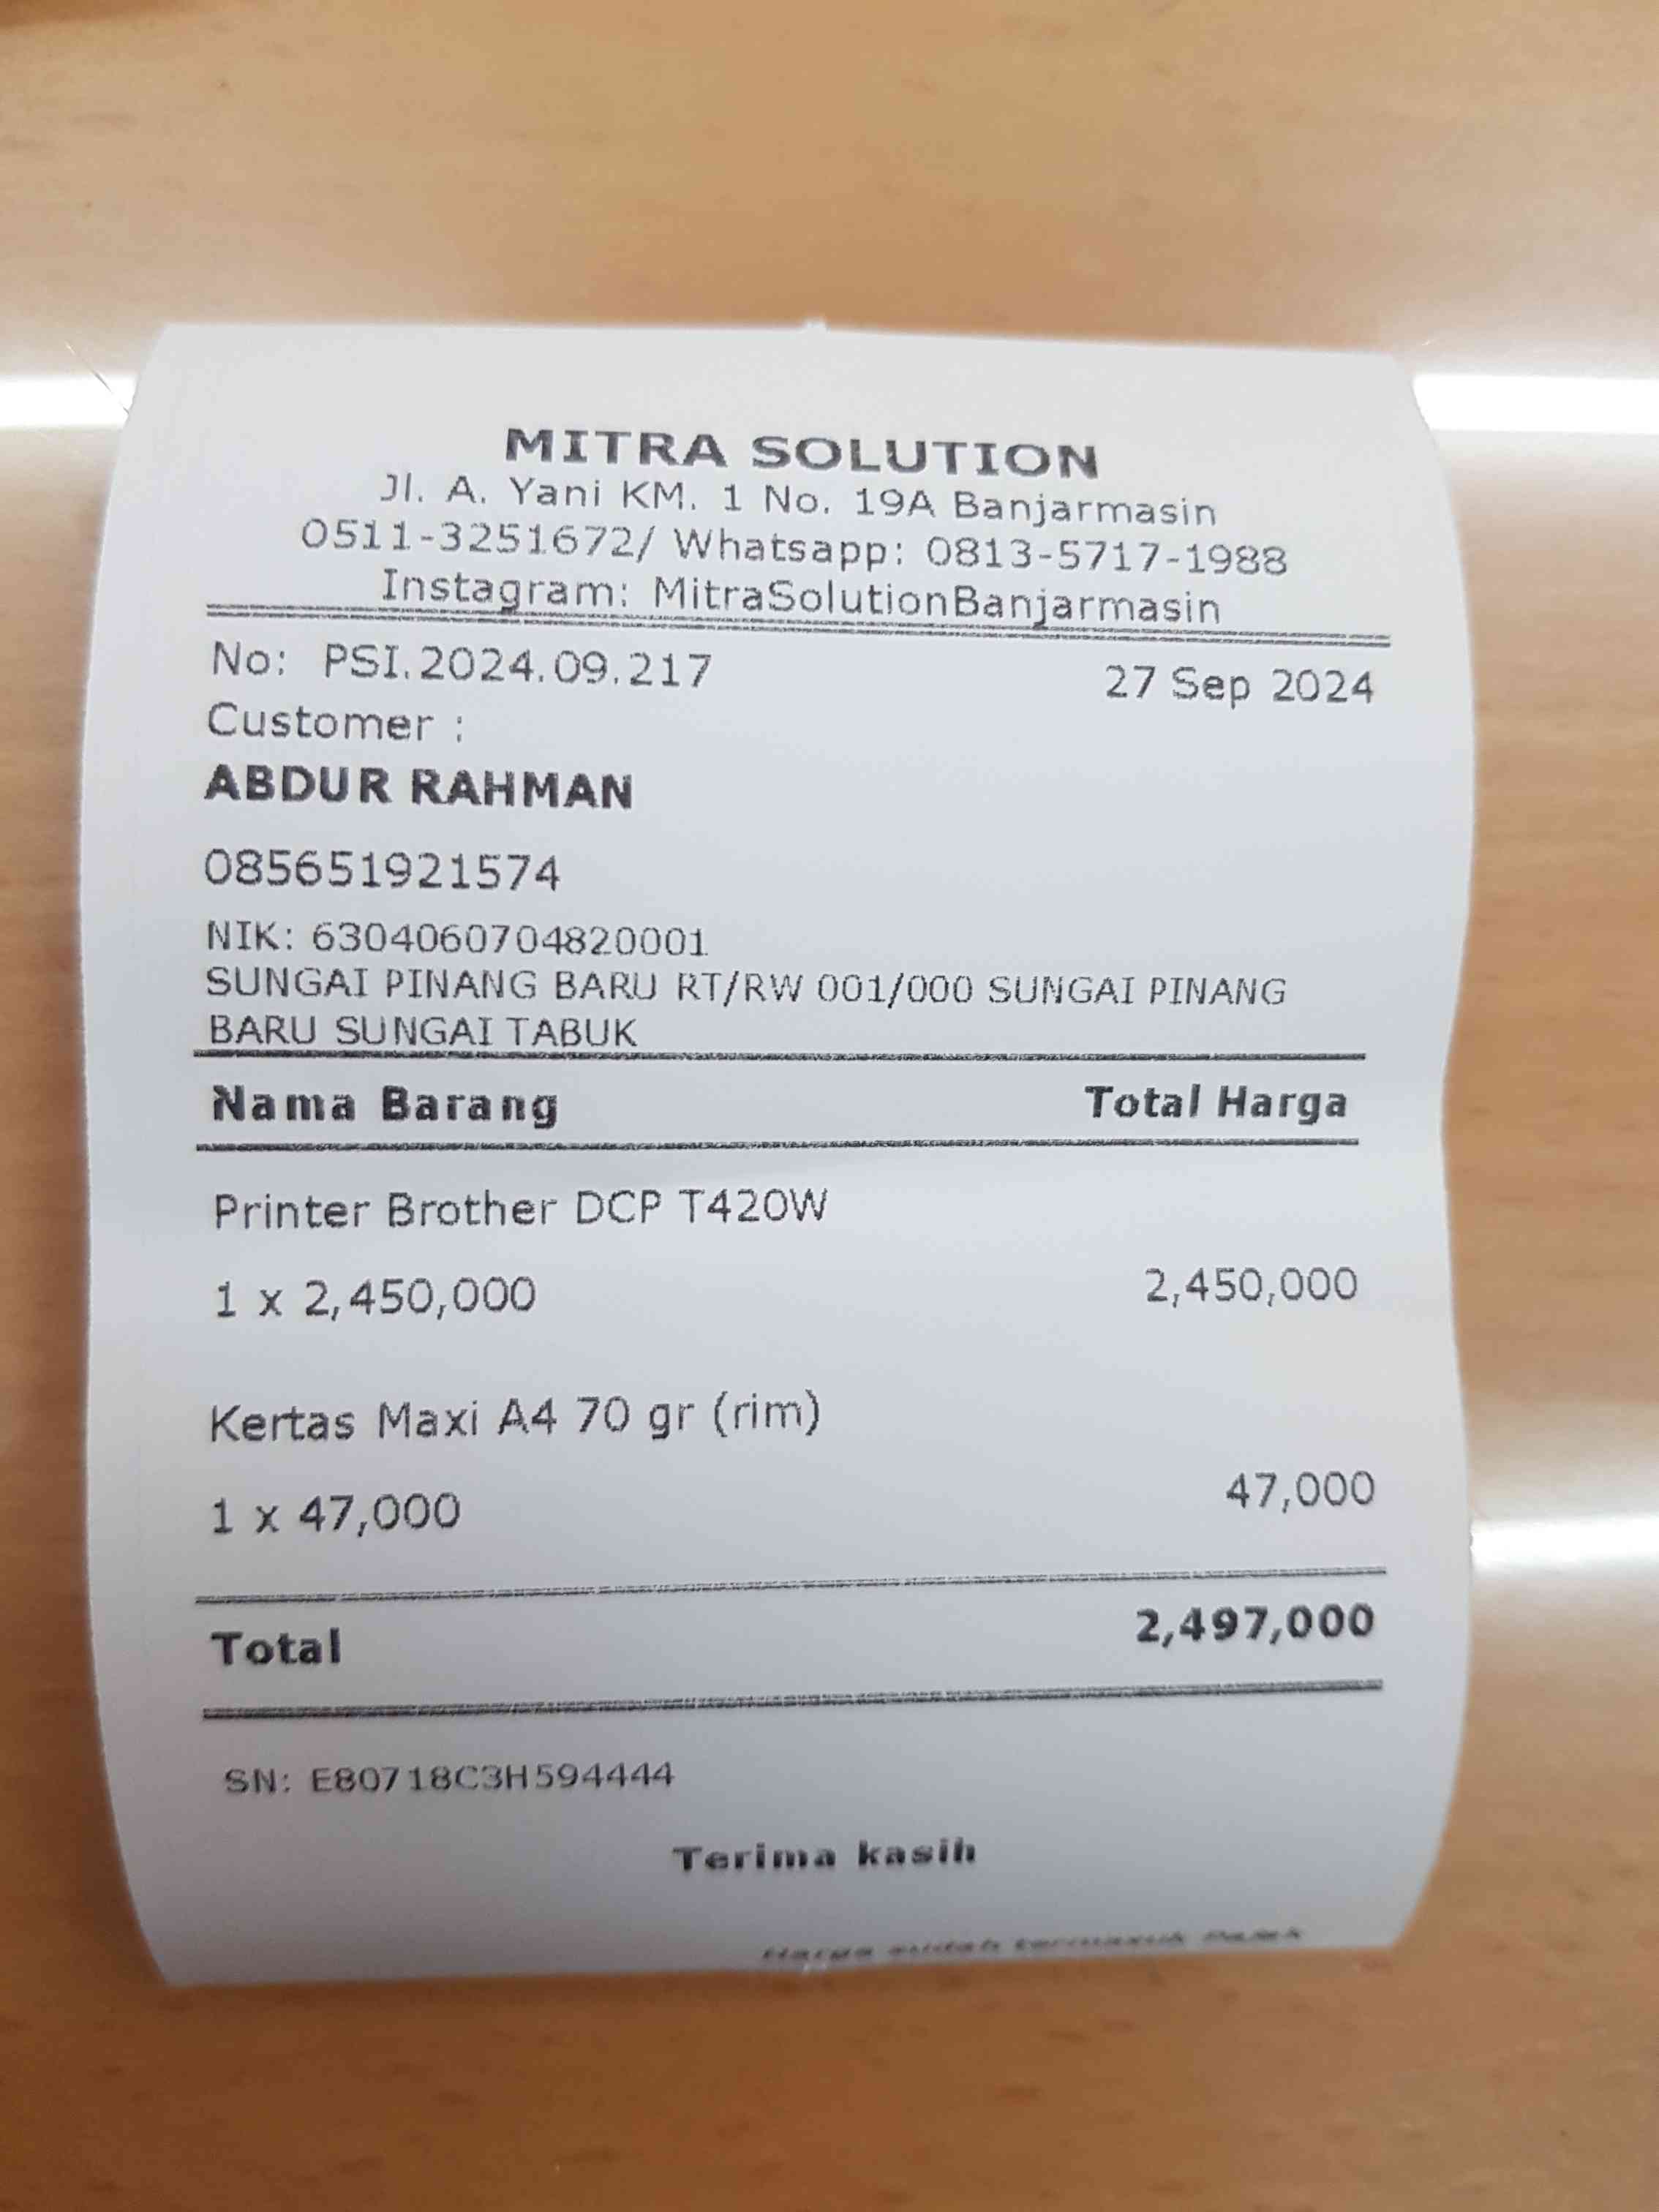 MITRA SOLUTION
Jl. A. Yani KM. 1 No. 19A Banjarmasin
0511-3251672/ Whatsapp: 0813-5717-1988
Instagram: MitraSolutionBanjarmasin
No: PSI.2024.09.217 27 Sep 2024
Customer :
ABDUR RAHMAN
085651921574
NIK: 6304060704820001
SUNGAI PINANG BARU RT/RW 001/000 SUNGAI PINANG
BARU SUNGAI TABUK
Nama Barang Total Harga
Printer Brother DCP T420W
1 x 2,450,000 2,450,000
Kertas Maxi A4 70 gr (rim)
1 x 47,000 47,000
Total 2,497,000
SN: E80718C3H594444
Terima kasih
Harga sudah termasuk Pajak